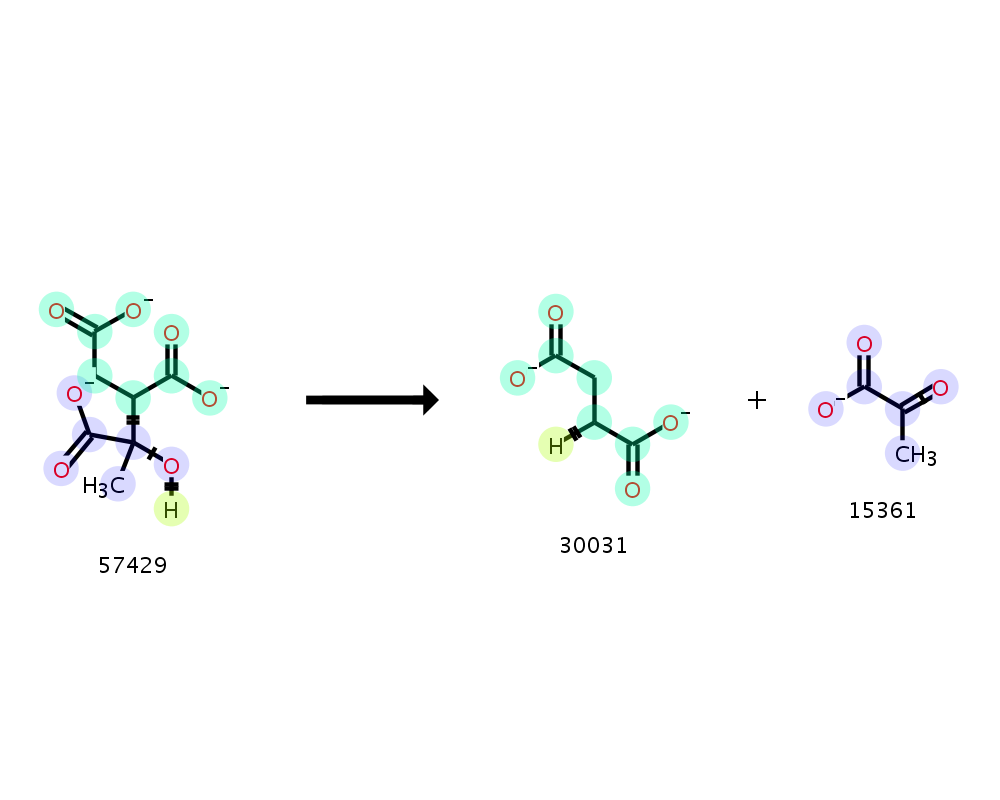 O O⁻ O
O⁻ O⁻
O O
H₃C H
57429
O
O⁻ O⁻
H O
30031
+
O
O⁻ O
CH₃
15361